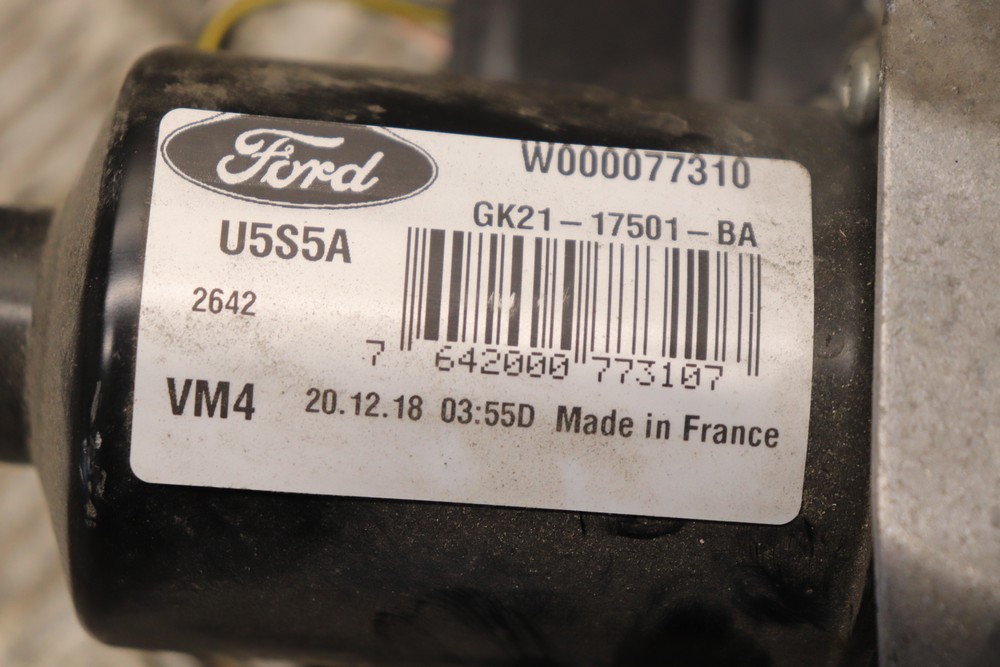 Ford
W000077310
GK21-17501-BA
U5S5A
2642
7 642000 773107
VM4
20.12.18 03:55D Made in France